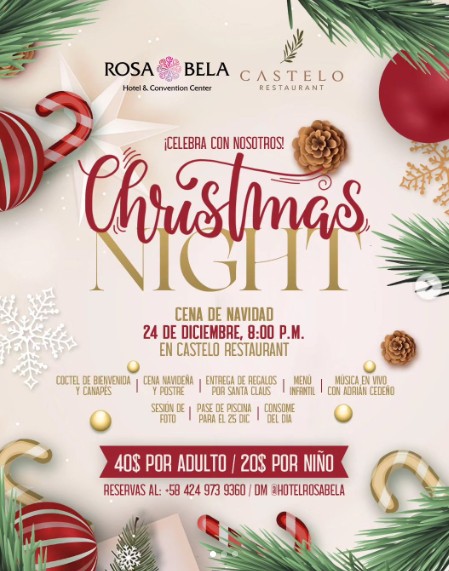 ROSA BELA
Hotel & Convention Center
CASTELO
RESTAURANT
¡CELEBRA CON NOSOTROS!
Christmas
NIGHT
CENA DE NAVIDAD
24 DE DICIEMBRE, 8:00 P.M.
EN CASTELO RESTAURANT
COCTEL DE BIENVENIDA
Y CANAPÉS
CENA NAVIDEÑA
Y POSTRE
ENTREGA DE REGALOS
POR SANTA CLAUS
MENÚ
INFANTIL
MÚSICA EN VIVO
CON ADRIÁN CEDEÑO
SESIÓN DE
FOTO
PASE DE PISCINA
PARA EL 25 DIC
CONSOME
DEL DÍA
40$ POR ADULTO / 20$ POR NIÑO
RESERVAS AL: +58 424 973 9360 / DM @HOTELROSABELA